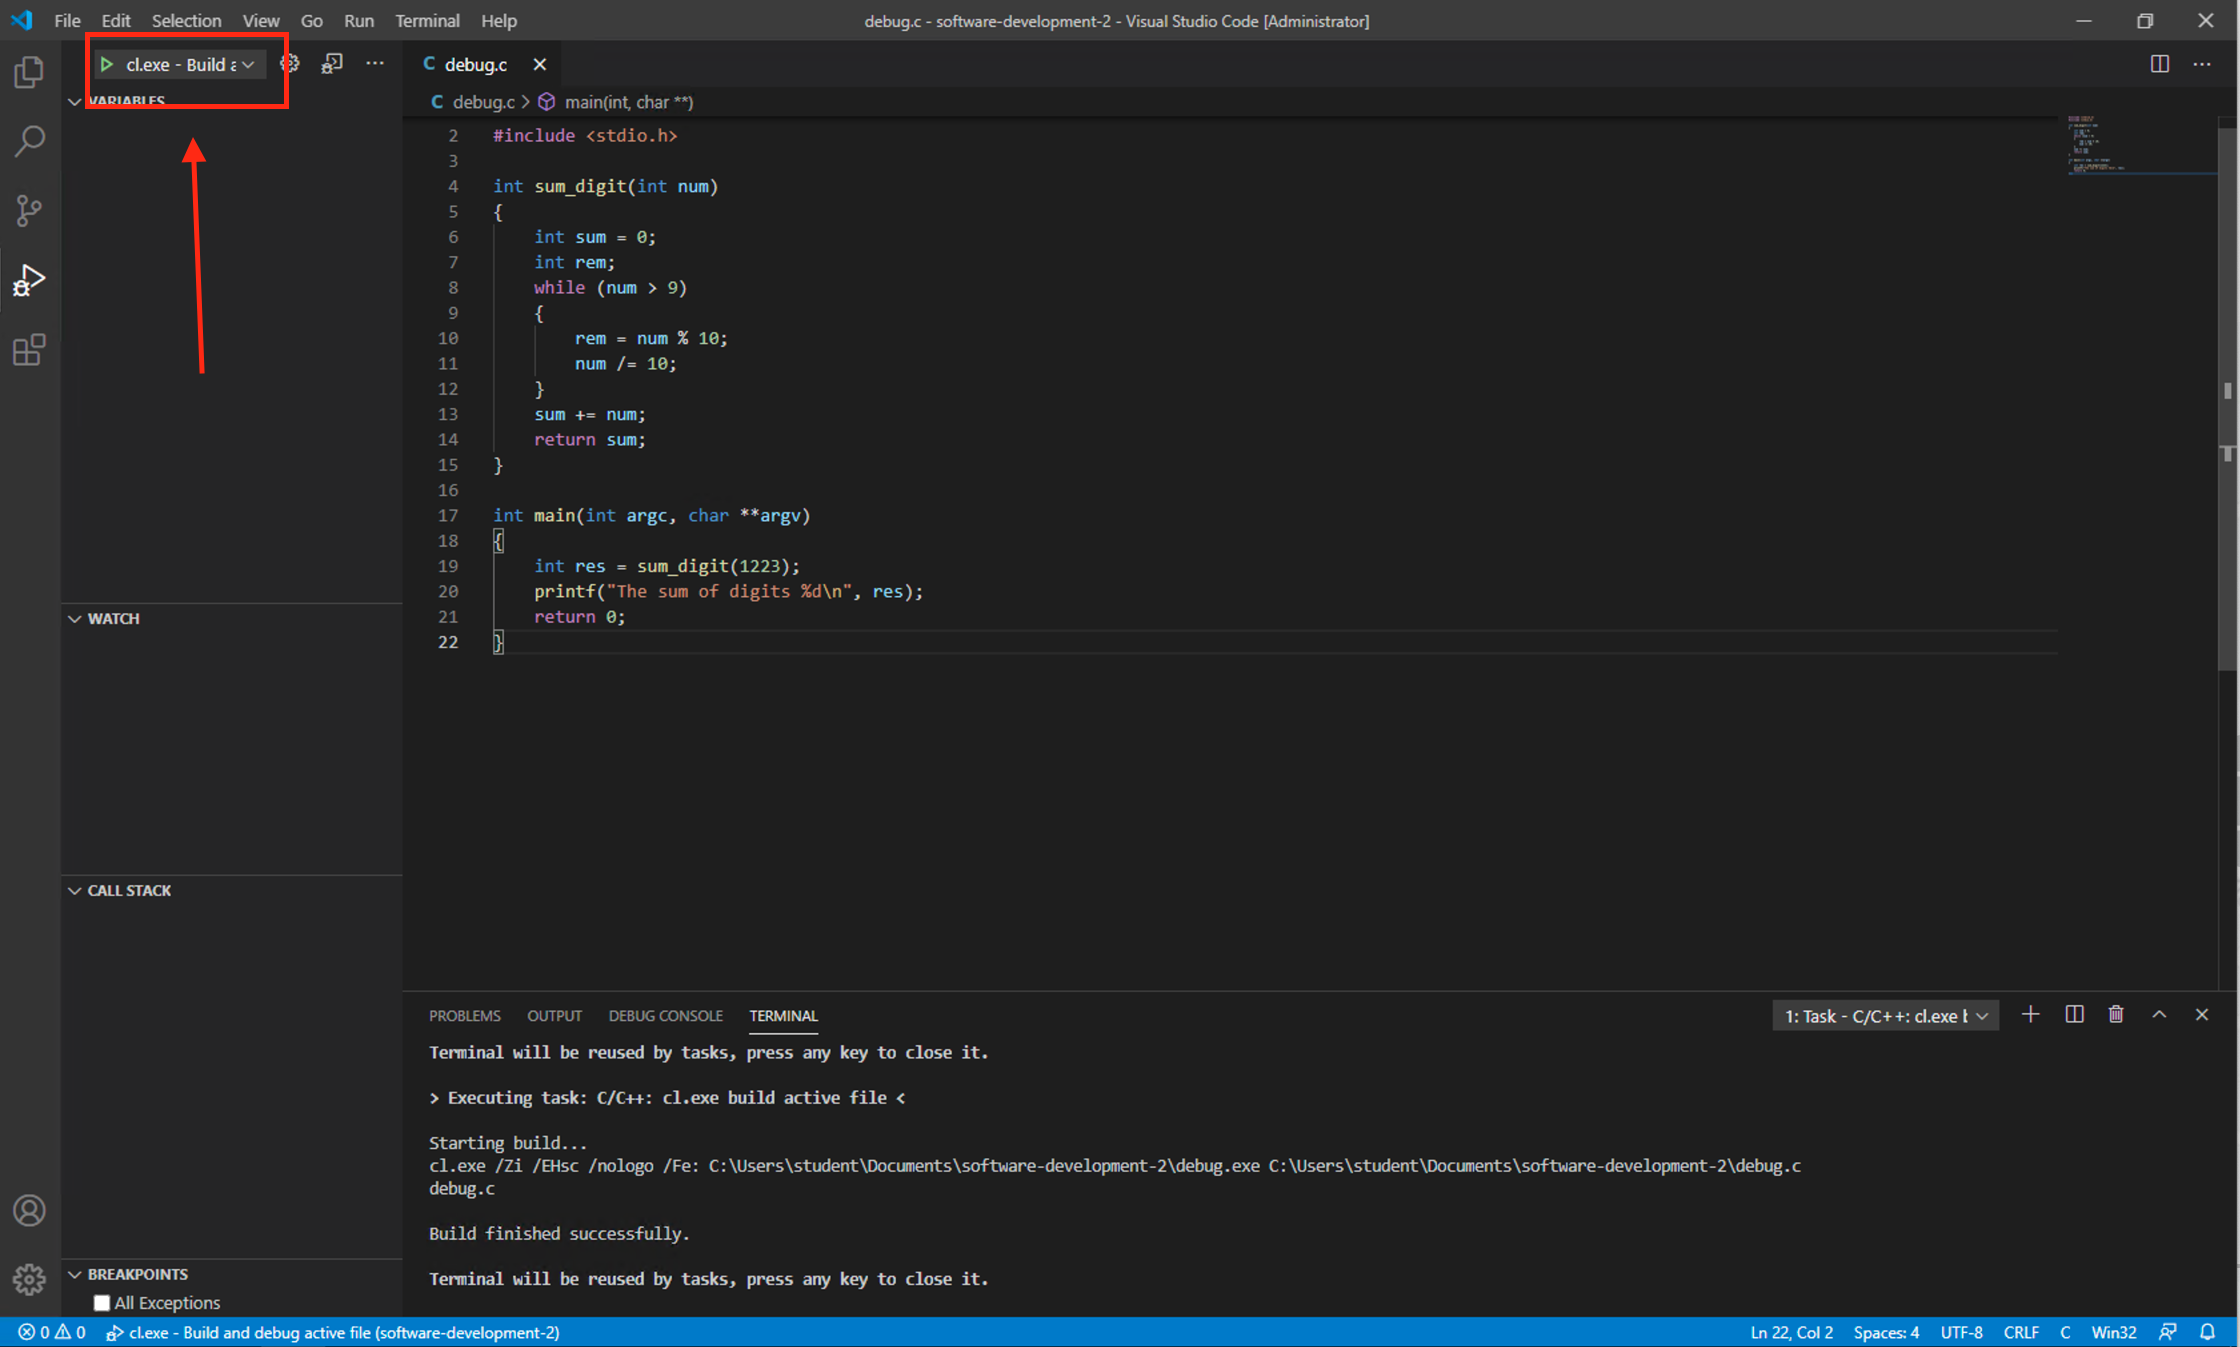 File Edit Selection View Go Run Terminal Help
debug.c - software-development-2 - Visual Studio Code [Administrator]
cl.exe - Build a
debug.c
VARIABLES
debug.c > main(int, char **)
2 #include <stdio.h>
3
4 int sum_digit(int num)
5 {
6 int sum = 0;
7 int rem;
8 while (num > 9)
9 {
10 rem = num % 10;
11 num /= 10;
12 }
13 sum += num;
14 return sum;
15 }
16
17 int main(int argc, char **argv)
18 {
19 int res = sum_digit(1223);
20 printf("The sum of digits %d\n", res);
21 return 0;
22 }
WATCH
CALL STACK
BREAKPOINTS
All Exceptions
PROBLEMS OUTPUT DEBUG CONSOLE TERMINAL
1: Task - C/C++: cl.exe b
Terminal will be reused by tasks, press any key to close it.
> Executing task: C/C++: cl.exe build active file <
Starting build...
cl.exe /Zi /EHsc /nologo /Fe: C:\Users\student\Documents\software-development-2\debug.exe C:\Users\student\Documents\software-development-2\debug.c
debug.c
Build finished successfully.
Terminal will be reused by tasks, press any key to close it.
0 0 cl.exe - Build and debug active file (software-development-2)
Ln 22, Col 2 Spaces: 4 UTF-8 CRLF C Win32